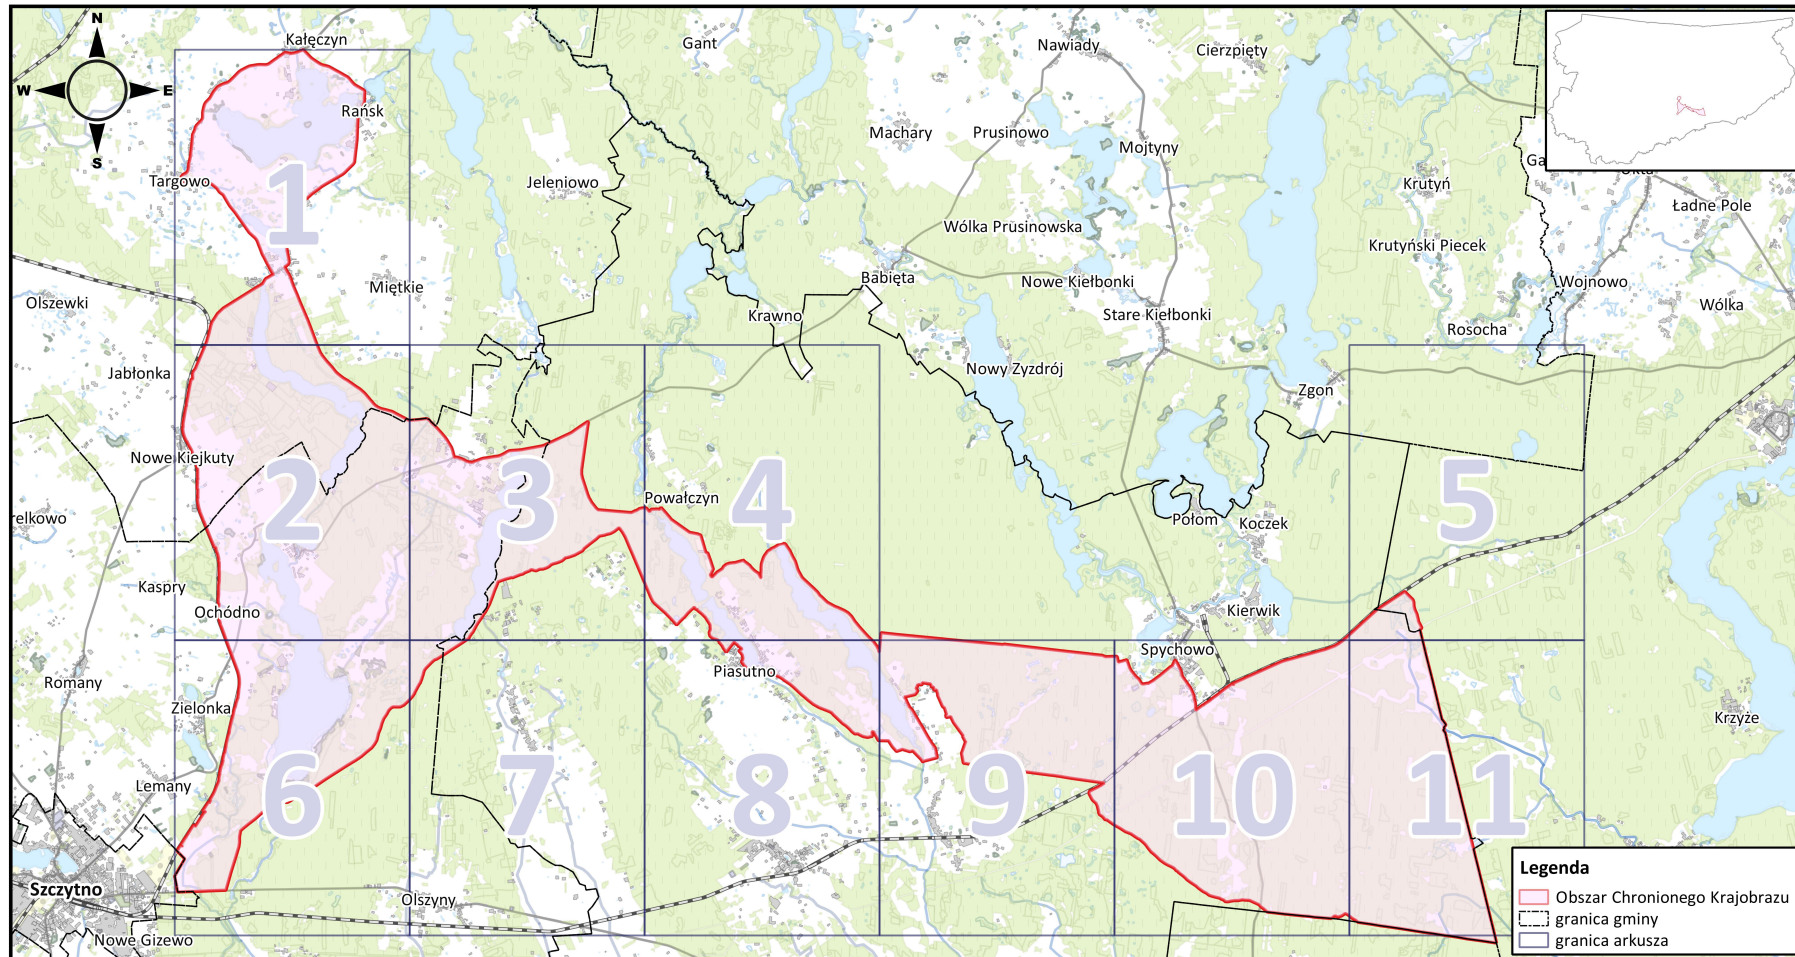 N
W
E
S
Kałęczyn
Gant
Nawiady
Cierzpięty
Rańsk
Machary
Prusinowo
Mojtyny
Targowo
Jeleniowo
1
Krutyń
Ładne Pole
Wólka Prusinowska
Krutyński Piecek
Olszewki
Miętkie
Babięta
Nowe Kiełbonki
Wojnowo
Krawno
Stare Kiełbonki
Rosocha
Wólka
Jabłonka
Nowy Zyzdrój
Zgon
Nowe Kiejkuty
2
3
4
5
Powałczyn
relkowo
Połom
Koczek
Kaspry
Ochódno
Kierwik
Spychowo
Romany
Piasutno
Zielonka
Krzyże
Lemany
6
7
8
9
10
11
Szczytno
Olszyny
Nowe Gizewo
Legenda
Obszar Chronionego Krajobrazu
granica gminy
granica arkusza